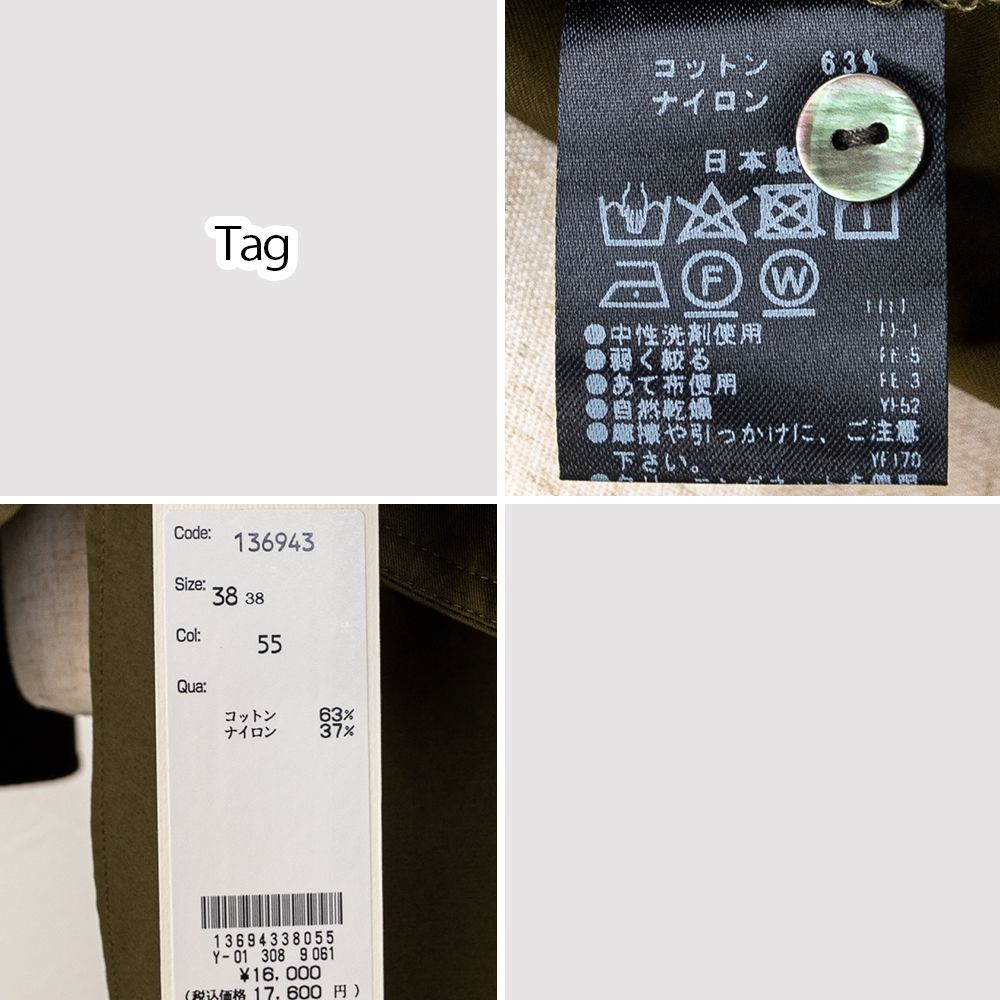 Tag
コットン 63%
ナイロン
日本製
F W
●中性洗剤使用
●弱く絞る
●あて布使用
●自然乾燥 YF52
●摩擦や引っかけに、ご注意
下さい。 YF170
Code: 136943
Size: 38 38
Col: 55
Qua:
コットン 63%
ナイロン 37%
13694338055
Y-01 308 9061
¥16,000
(税込価格 17,600 円)